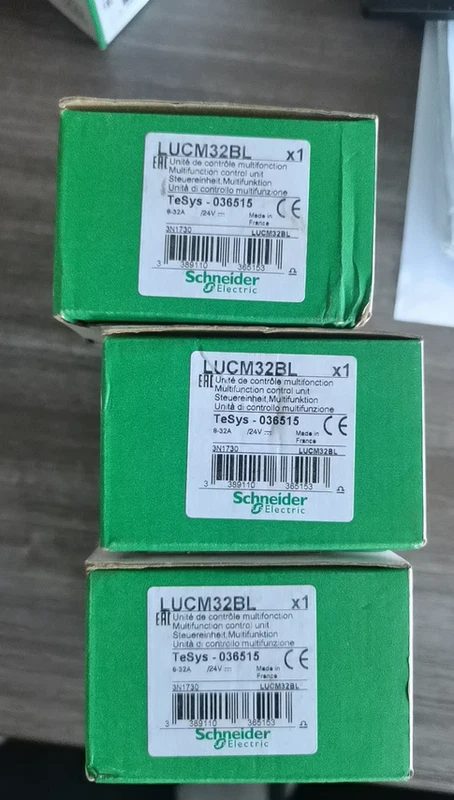 LUCM32BL x1
EAC Unité de contrôle multifonction
Multifunction control unit
Steuereinheit,Multifunktion
Unità di controllo multifunzione
TeSys - 036515
8-32A /24V ⎓ Made in France CE
3N1730 LUCM32BL
3 389110 365153
Schneider
Electric
LUCM32BL x1
EAC Unité de contrôle multifonction
Multifunction control unit
Steuereinheit,Multifunktion
Unità di controllo multifunzione
TeSys - 036515
8-32A /24V ⎓ Made in France CE
3N1730 LUCM32BL
3 389110 365153
Schneider
Electric
LUCM32BL x1
EAC Unité de contrôle multifonction
Multifunction control unit
Steuereinheit,Multifunktion
Unità di controllo multifunzione
TeSys - 036515
8-32A /24V ⎓ Made in France CE
3N1730 LUCM32BL
3 389110 365153
Schneider
Electric